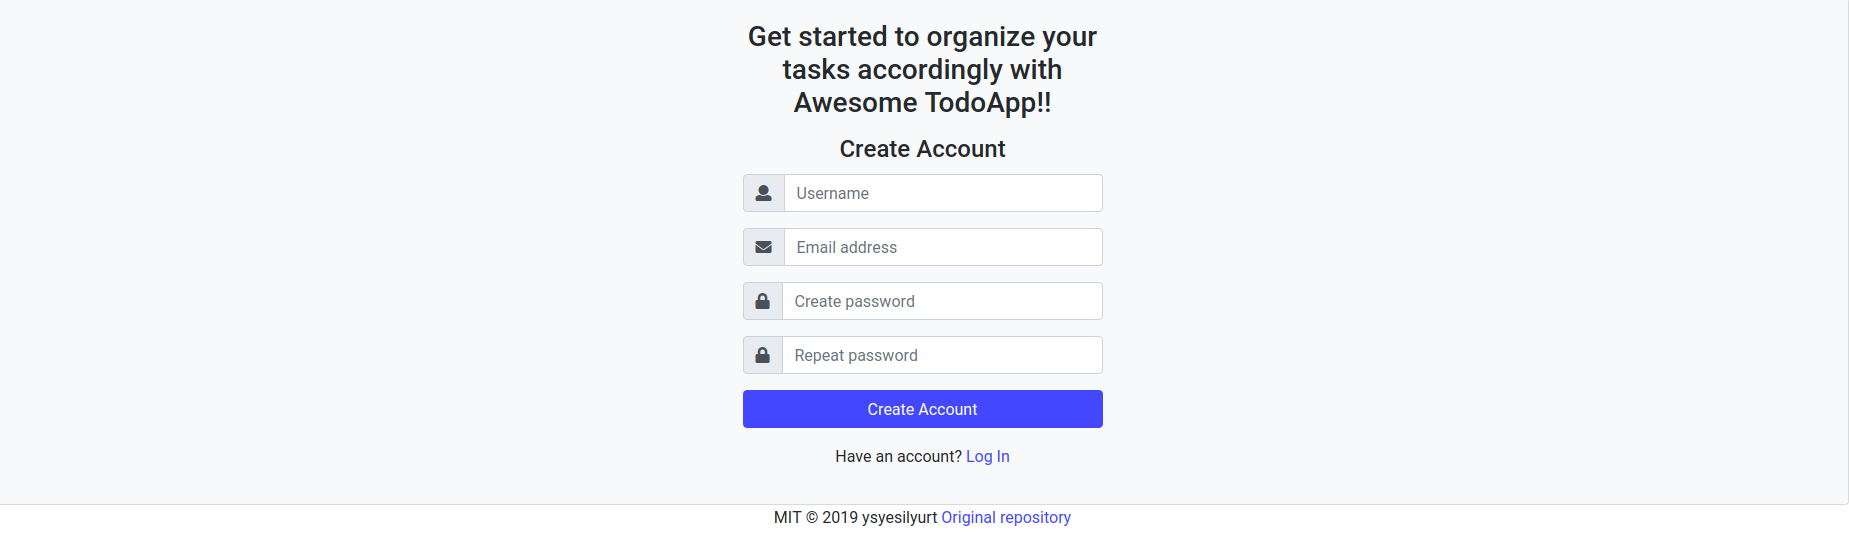 Get started to organize your
tasks accordingly with
Awesome TodoApp!!
Create Account
Username
Email address
Create password
Repeat password
Create Account
Have an account? Log In
MIT © 2019 ysyesilyurt Original repository